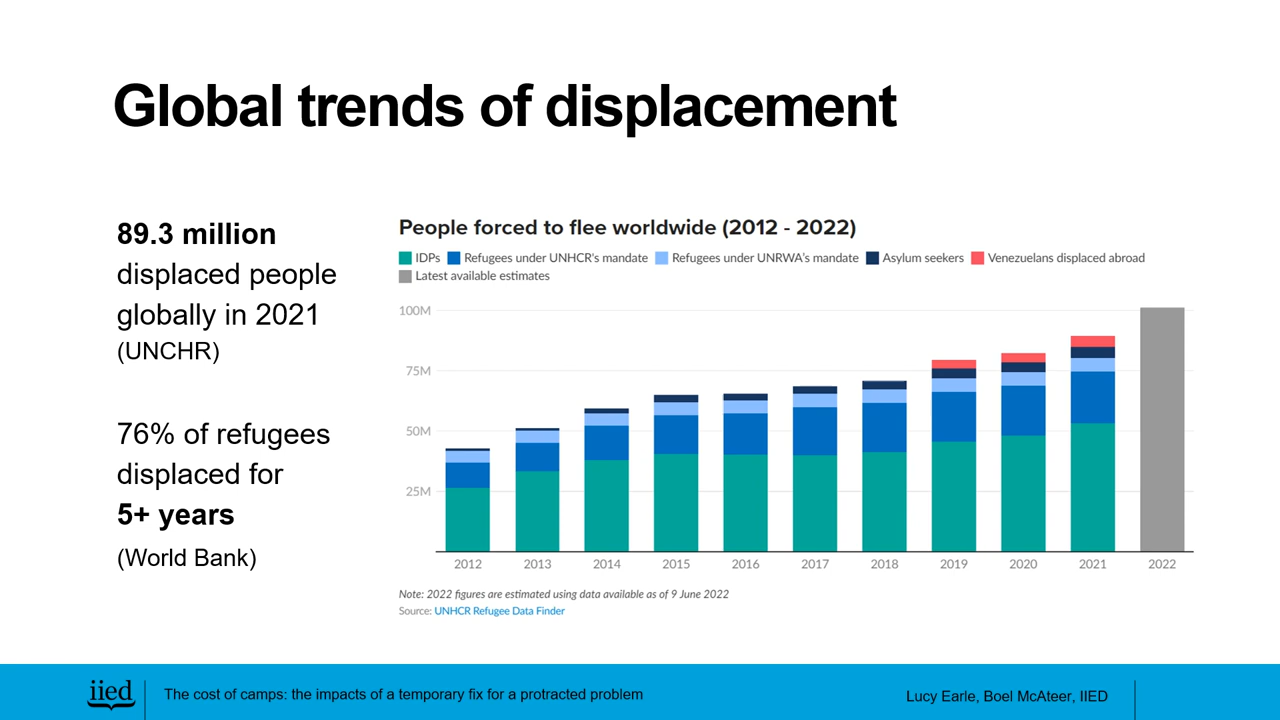 Global trends of displacement
89.3 million
displaced people
globally in 2021
(UNCHR)
76% of refugees
displaced for
5+ years
(World Bank)
People forced to flee worldwide (2012 - 2022)
IDPs Refugees under UNHCR's mandate Refugees under UNRWA's mandate Asylum seekers Venezuelans displaced abroad
Latest available estimates
100M
75M
50M
25M
2012 2013 2014 2015 2016 2017 2018 2019 2020 2021 2022
Note: 2022 figures are estimated using data available as of 9 June 2022
Source: UNHCR Refugee Data Finder
iied
The cost of camps: the impacts of a temporary fix for a protracted problem
Lucy Earle, Boel McAteer, IIED